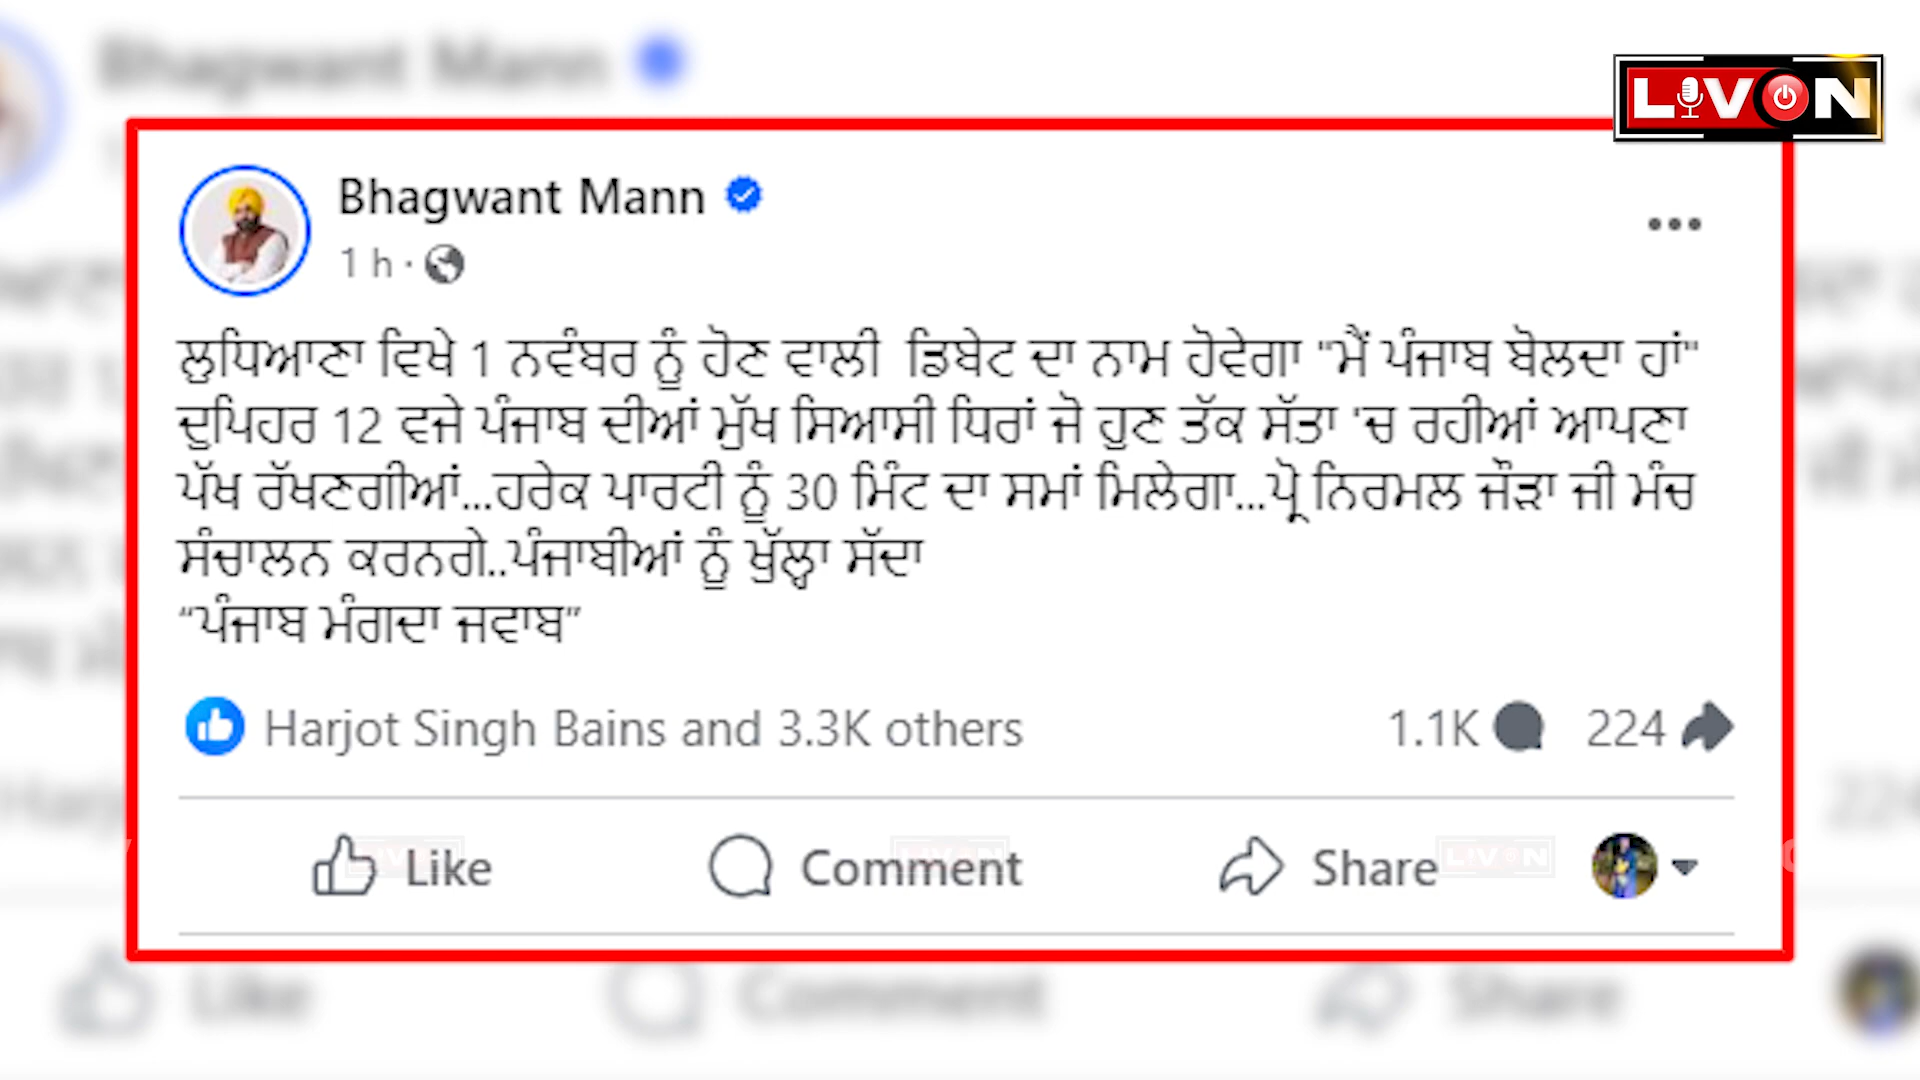 LIVON
Bhagwant Mann
1 h ·
ਲੁਧਿਆਣਾ ਵਿਖੇ 1 ਨਵੰਬਰ ਨੂੰ ਹੋਣ ਵਾਲੀ  ਡਿਬੇਟ ਦਾ ਨਾਮ ਹੋਵੇਗਾ "ਮੈਂ ਪੰਜਾਬ ਬੋਲਦਾ ਹਾਂ"
ਦੁਪਿਹਰ 12 ਵਜੇ ਪੰਜਾਬ ਦੀਆਂ ਮੁੱਖ ਸਿਆਸੀ ਧਿਰਾਂ ਜੋ ਹੁਣ ਤੱਕ ਸੱਤਾ 'ਚ ਰਹੀਆਂ ਆਪਣਾ
ਪੱਖ ਰੱਖਣਗੀਆਂ...ਹਰੇਕ ਪਾਰਟੀ ਨੂੰ 30 ਮਿੰਟ ਦਾ ਸਮਾਂ ਮਿਲੇਗਾ...ਪ੍ਰੋ ਨਿਰਮਲ ਜੌੜਾ ਜੀ ਮੰਚ
ਸੰਚਾਲਨ ਕਰਨਗੇ..ਪੰਜਾਬੀਆਂ ਨੂੰ ਖੁੱਲ੍ਹਾ ਸੱਦਾ
“ਪੰਜਾਬ ਮੰਗਦਾ ਜਵਾਬ”
Harjot Singh Bains and 3.3K others 1.1K 224
Like Comment Share